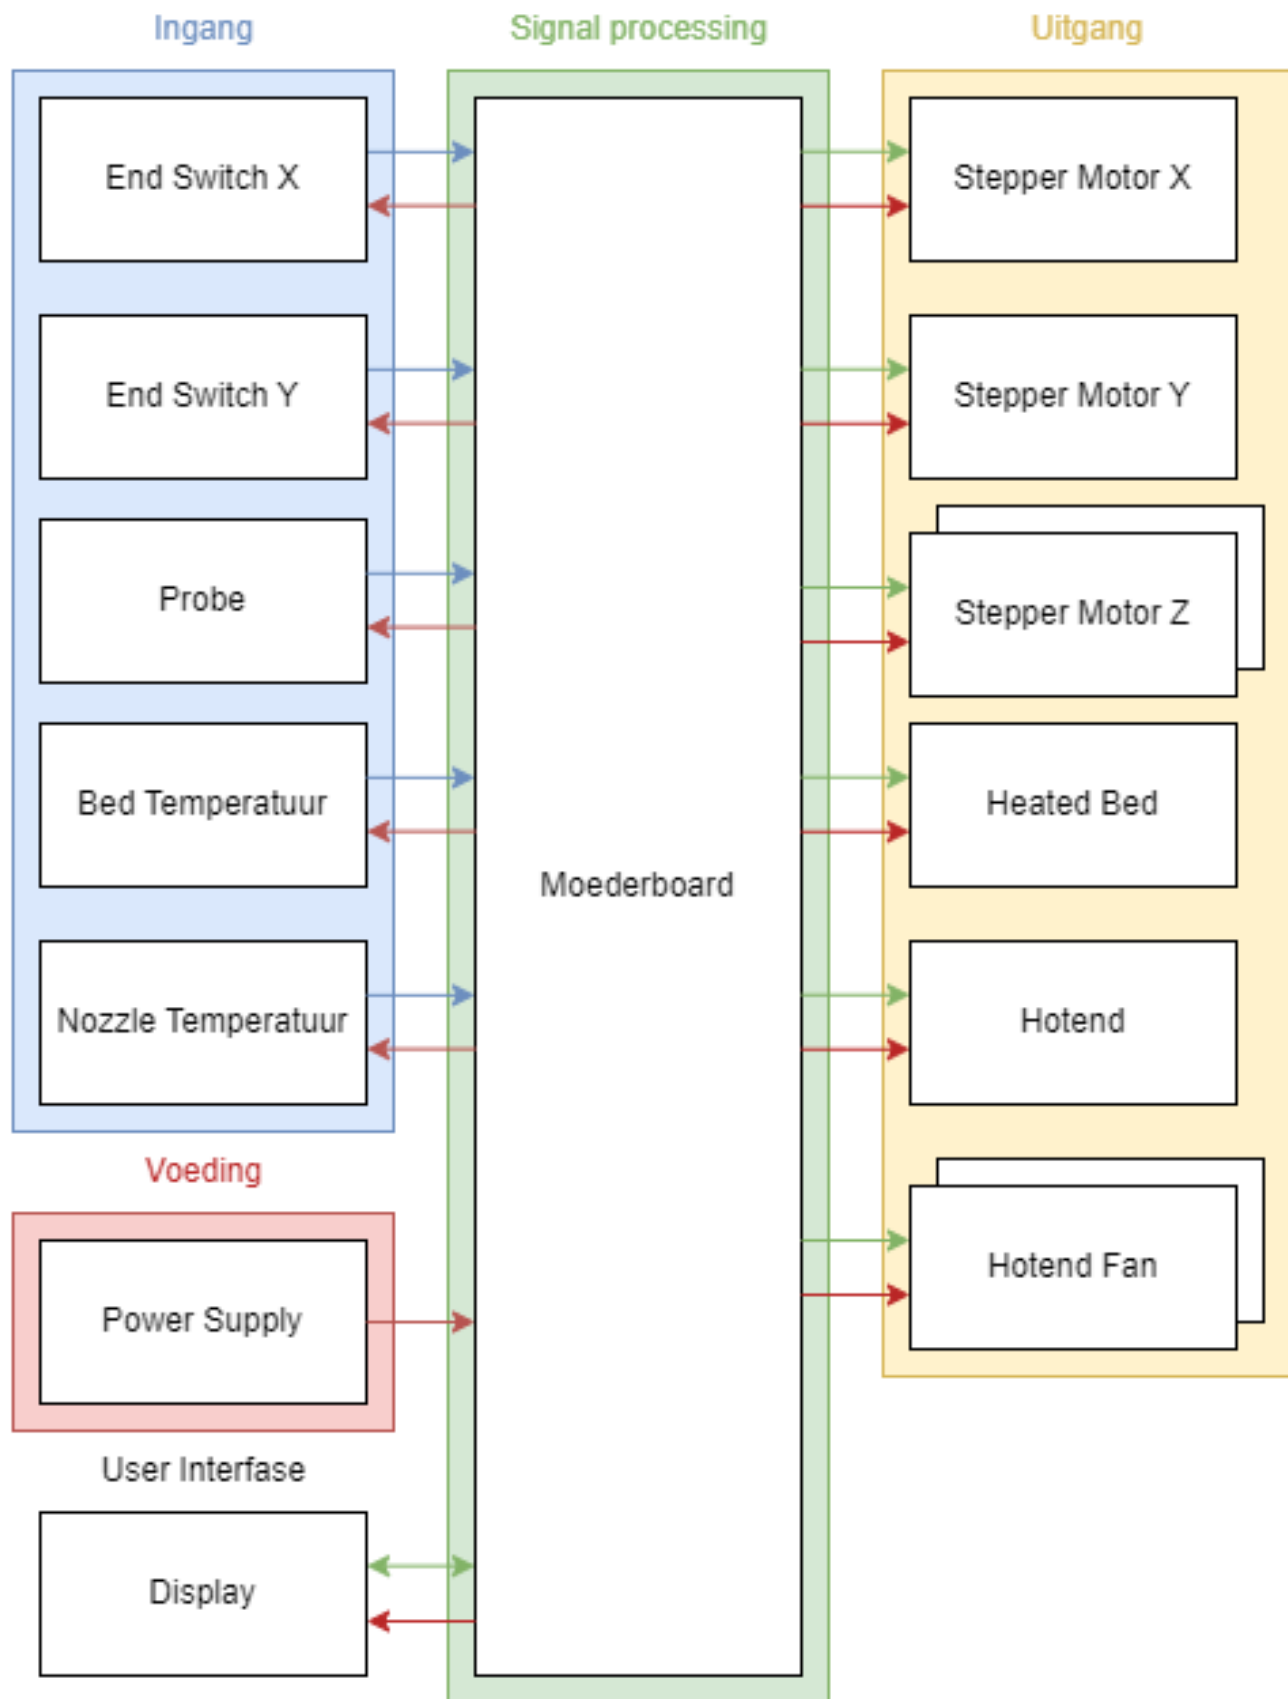 Ingang
Signal processing
Uitgang
End Switch X
Stepper Motor X
End Switch Y
Stepper Motor Y
Probe
Stepper Motor Z
Bed Temperatuur
Heated Bed
Moederboard
Nozzle Temperatuur
Hotend
Voeding
Hotend Fan
Power Supply
User Interfase
Display